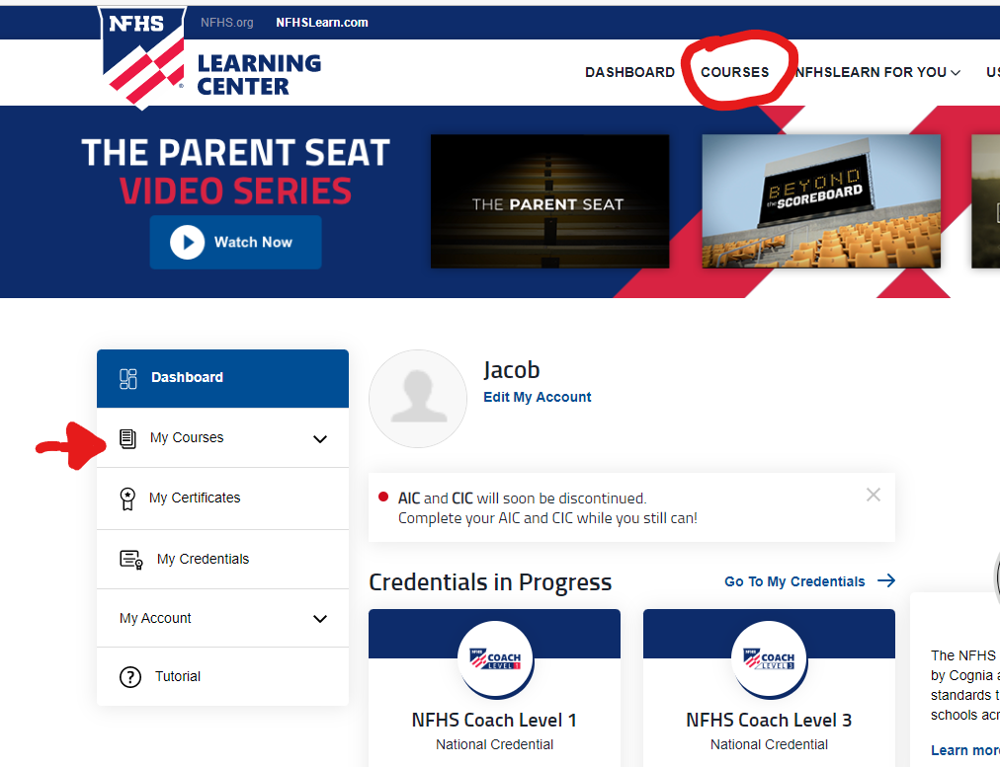 NFHS
NFHS.org NFHSLearn.com
LEARNING
CENTER
DASHBOARD COURSES NFHSLEARN FOR YOU
THE PARENT SEAT
VIDEO SERIES
Watch Now
THE PARENT SEAT
BEYOND
the SCOREBOARD
Dashboard
My Courses
My Certificates
My Credentials
My Account
Tutorial
Jacob
Edit My Account
AIC and CIC will soon be discontinued.
Complete your AIC and CIC while you still can!
Credentials in Progress
Go To My Credentials
NFHS COACH
LEVEL 1
NFHS Coach Level 1
National Credential
NFHS COACH
LEVEL 3
NFHS Coach Level 3
National Credential
The NFHS
by Cognia
standards
schools
Learn